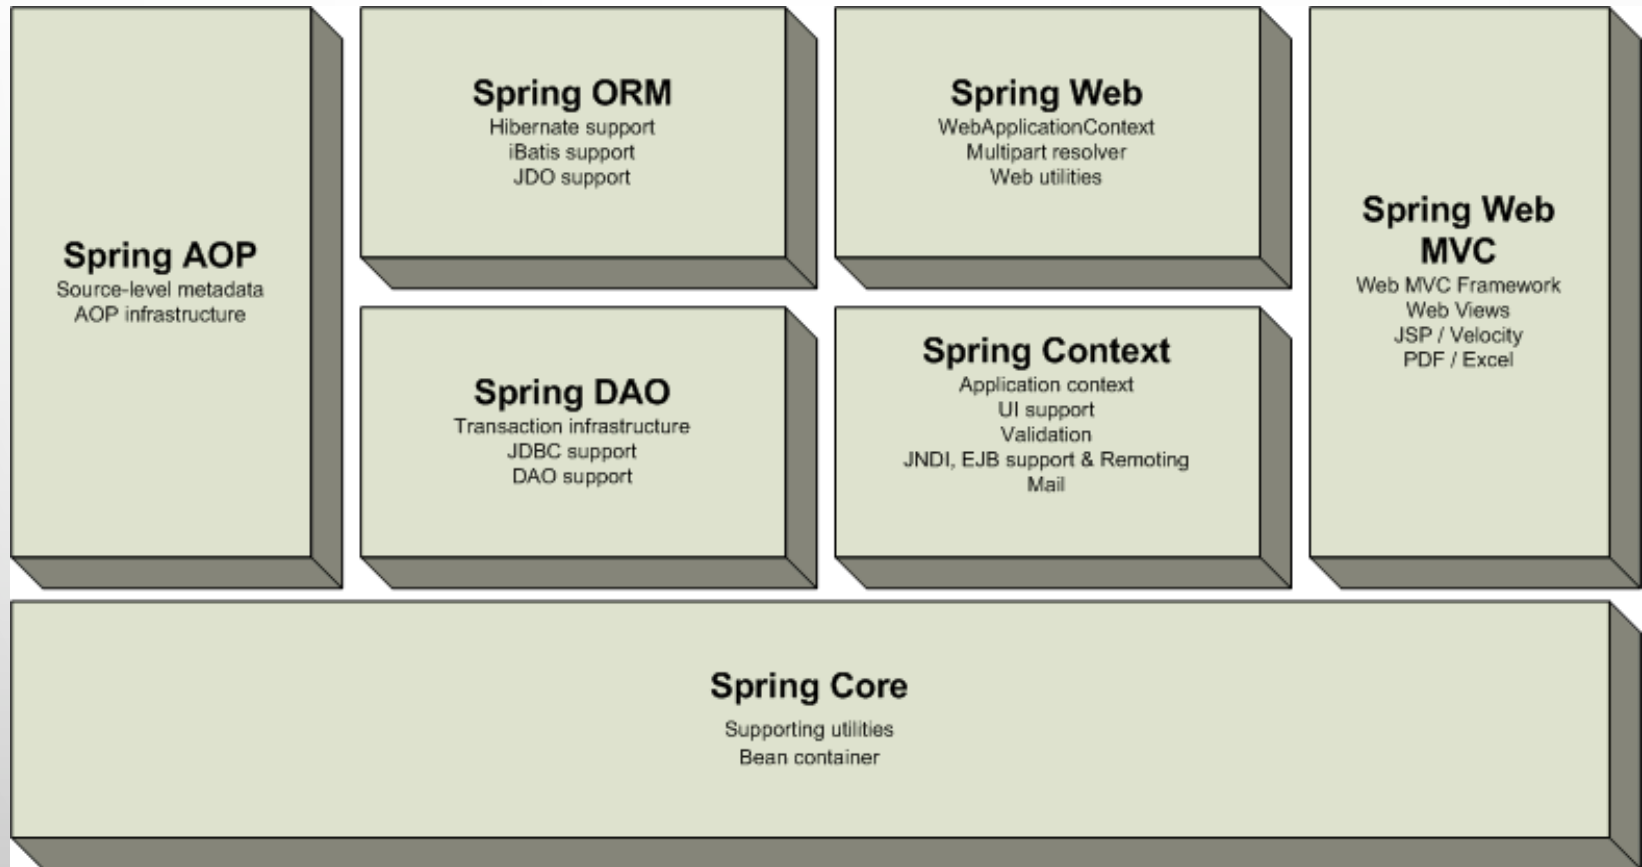 Spring AOP
Source-level metadata
AOP infrastructure
Spring ORM
Hibernate support
iBatis support
JDO support
Spring Web
WebApplicationContext
Multipart resolver
Web utilities
Spring DAO
Transaction infrastructure
JDBC support
DAO support
Spring Context
Application context
UI support
Validation
JNDI, EJB support & Remoting
Mail
Spring Web
MVC
Web MVC Framework
Web Views
JSP / Velocity
PDF / Excel
Spring Core
Supporting utilities
Bean container